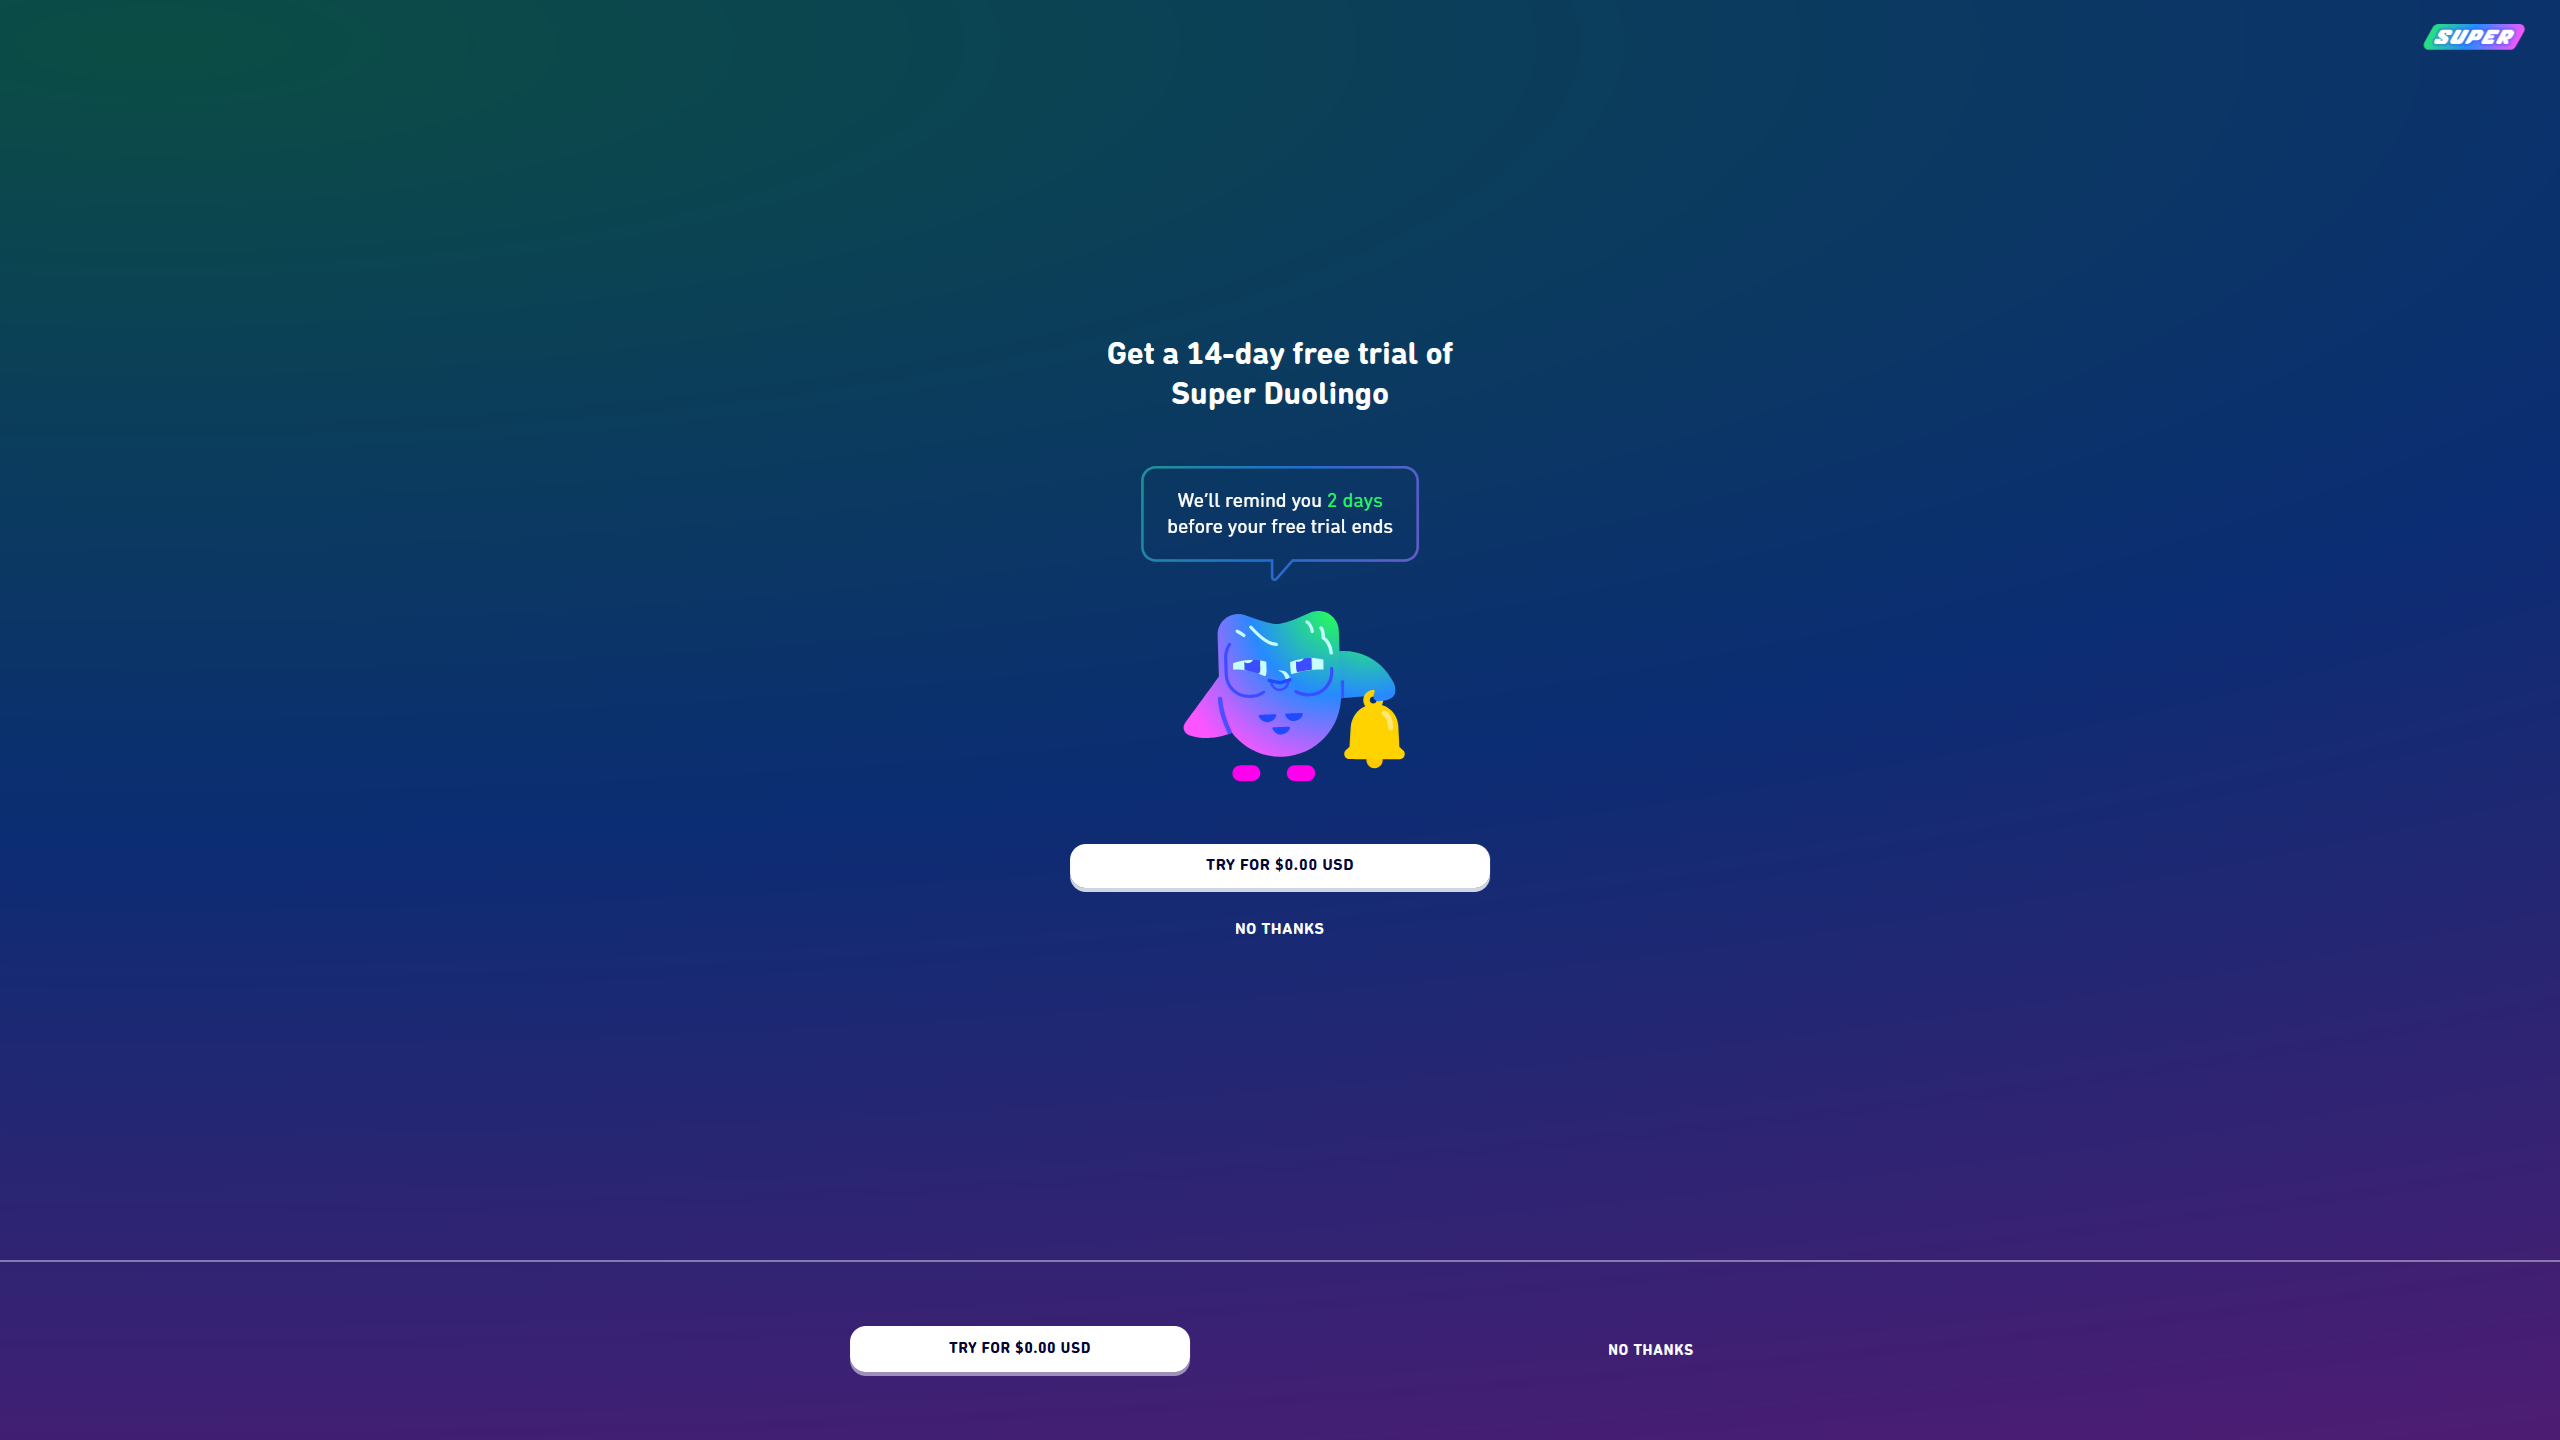 SUPER
Get a 14-day free trial of
Super Duolingo
We'll remind you 2 days
before your free trial ends
TRY FOR $0.00 USD
NO THANKS
TRY FOR $0.00 USD
NO THANKS